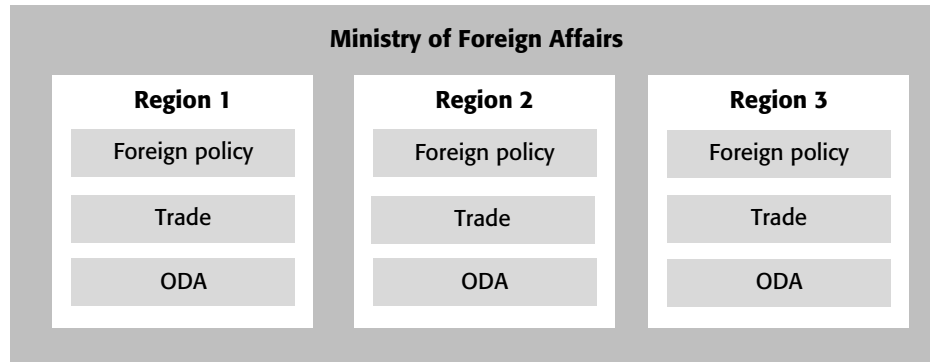 Ministry of Foreign Affairs
Region 1
Foreign policy
Trade
ODA
Region 2
Foreign policy
Trade
ODA
Region 3
Foreign policy
Trade
ODA